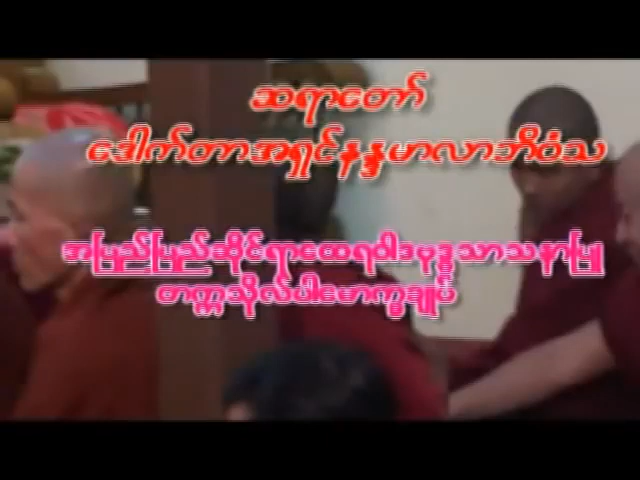 ဆရာတော်
ဒေါက်တာအရှင်နန္ဒမာလာဘိဝံသ
အပြည်ပြည်ဆိုင်ရာထေရဝါဒဗုဒ္ဓသာသနာပြု
တက္ကသိုလ်ပါမောက္ခချုပ်